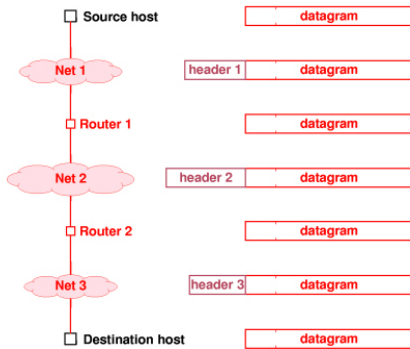 Source host datagram
Net 1 header 1 datagram
Router 1 datagram
Net 2 header 2 datagram
Router 2 datagram
Net 3 header 3 datagram
Destination host datagram